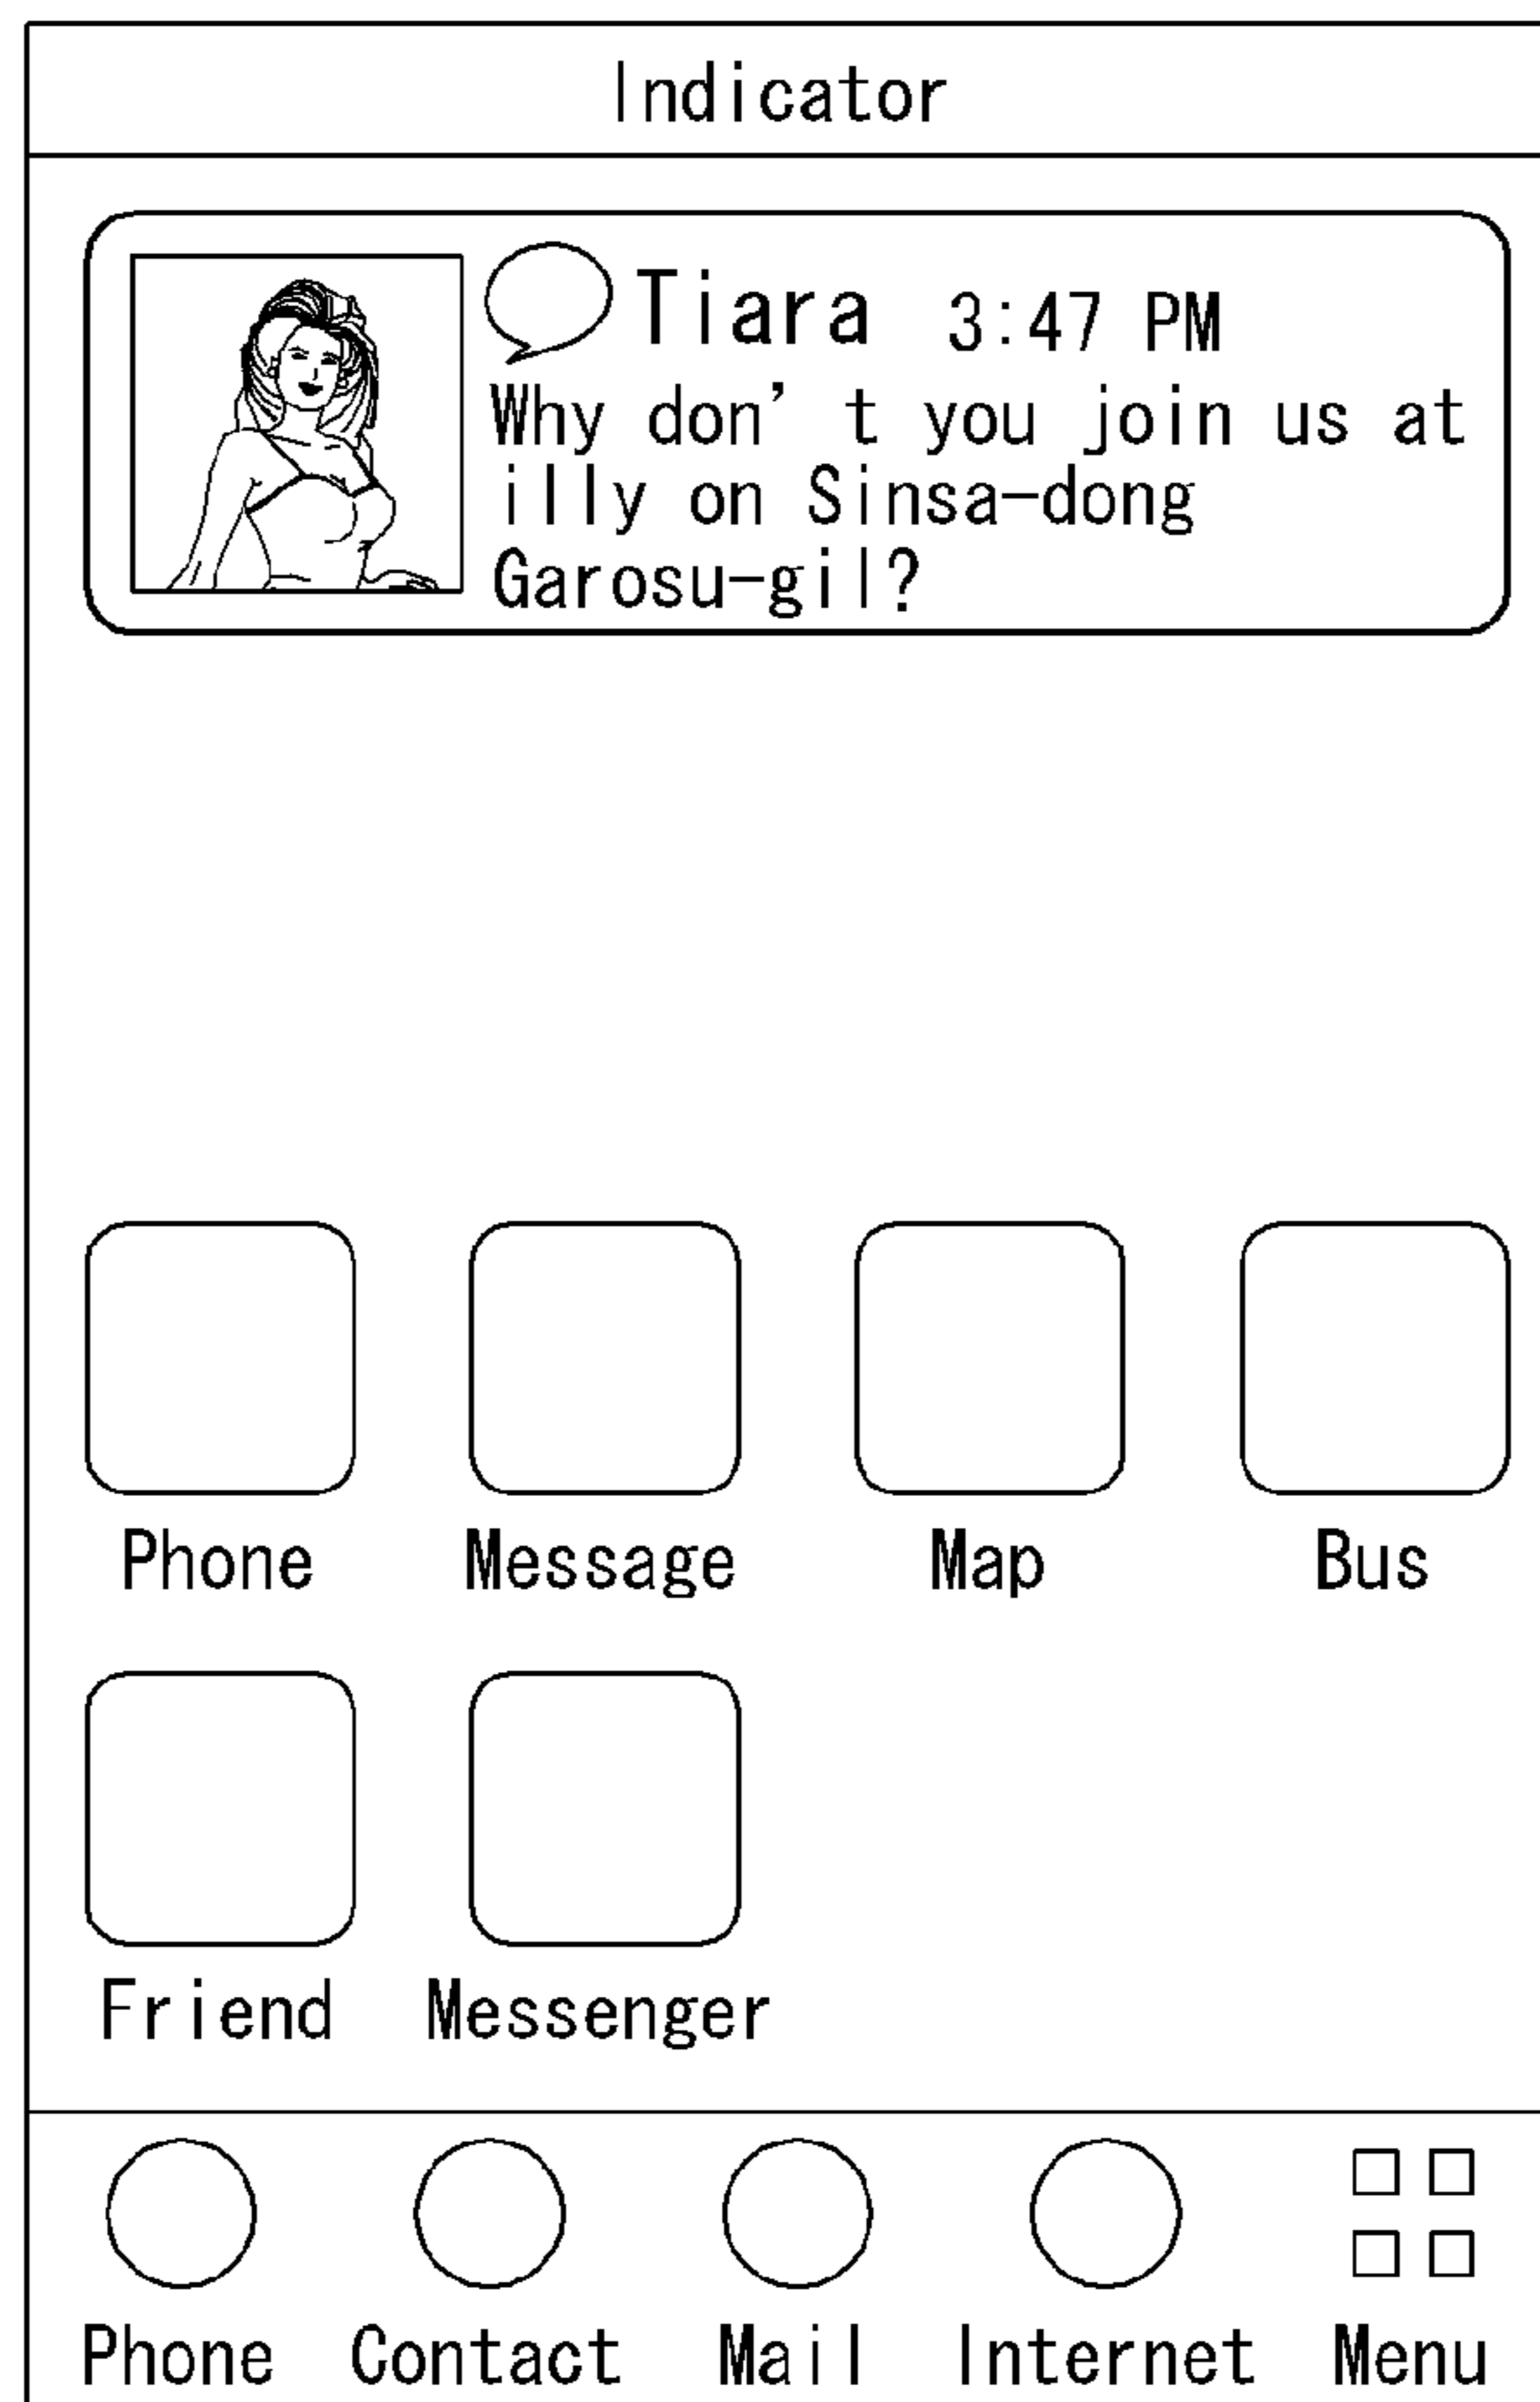 Indicator
Tiara 3:47 PM
Why don't you join us at
illy on Sinsa-dong
Garosu-gil?
Phone Message Map Bus
Friend Messenger
Phone Contact Mail Internet Menu